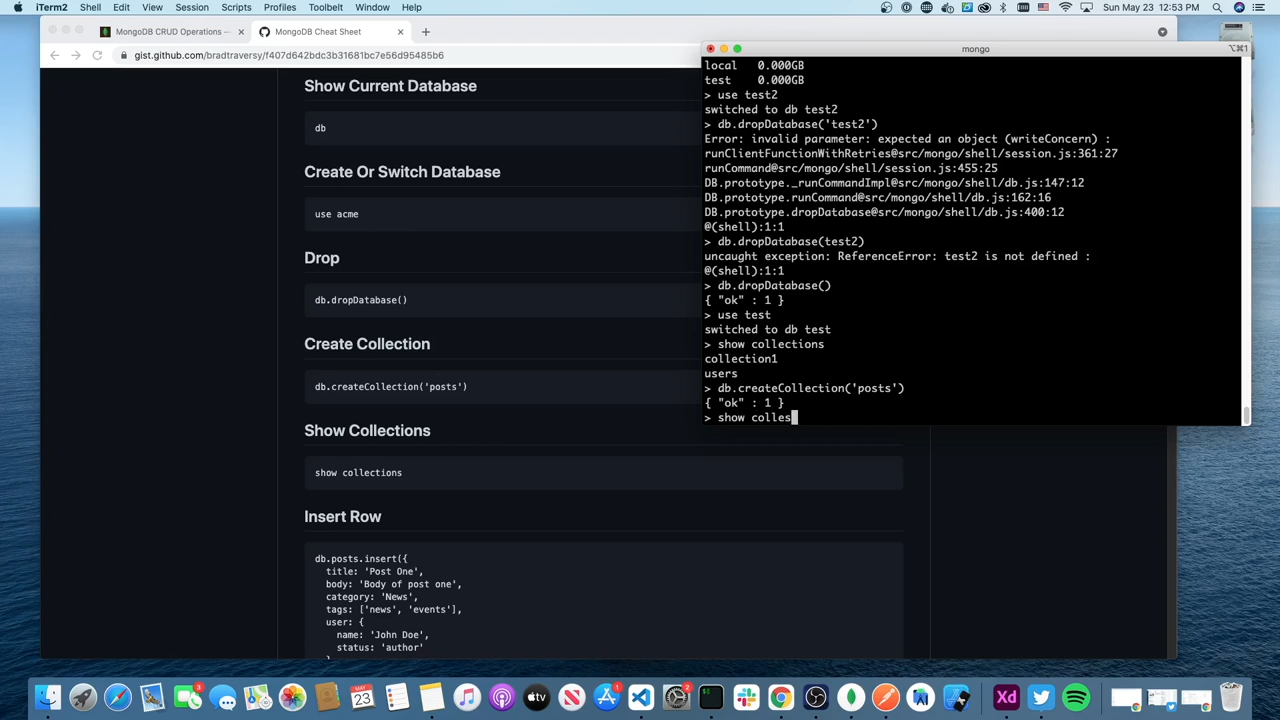 iTerm2 Shell Edit View Session Scripts Profiles Toolbelt Window Help
Sun May 23 12:53 PM
MongoDB CRUD Operations —
MongoDB Cheat Sheet
gist.github.com/bradtraversy/f407d642bdc3b31681bc7e56d95485b6
Show Current Database
db
Create Or Switch Database
use acme
Drop
db.dropDatabase()
Create Collection
db.createCollection('posts')
Show Collections
show collections
Insert Row
db.posts.insert({
title: 'Post One',
body: 'Body of post one',
category: 'News',
tags: ['news', 'events'],
user: {
name: 'John Doe',
status: 'author'
mongo
⌥⌘1
local 0.000GB
test 0.000GB
> use test2
switched to db test2
> db.dropDatabase('test2')
Error: invalid parameter: expected an object (writeConcern) :
runClientFunctionWithRetries@src/mongo/shell/session.js:361:27
runCommand@src/mongo/shell/session.js:455:25
DB.prototype._runCommandImpl@src/mongo/shell/db.js:147:12
DB.prototype.runCommand@src/mongo/shell/db.js:162:16
DB.prototype.dropDatabase@src/mongo/shell/db.js:400:12
@(shell):1:1
> db.dropDatabase(test2)
uncaught exception: ReferenceError: test2 is not defined :
@(shell):1:1
> db.dropDatabase()
{ "ok" : 1 }
> use test
switched to db test
> show collections
collection1
users
> db.createCollection('posts')
{ "ok" : 1 }
> show colles